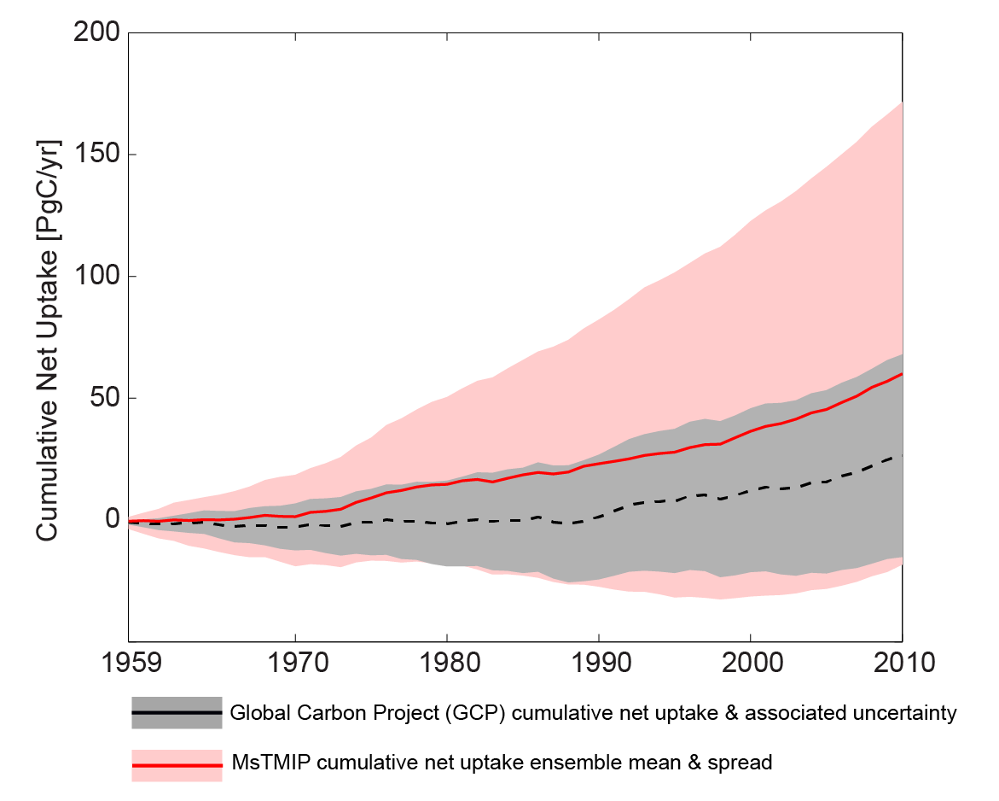 200
150
100
50
0
Cumulative Net Uptake [PgC/yr]
1959 1970 1980 1990 2000 2010
Global Carbon Project (GCP) cumulative net uptake & associated uncertainty
MsTMIP cumulative net uptake ensemble mean & spread